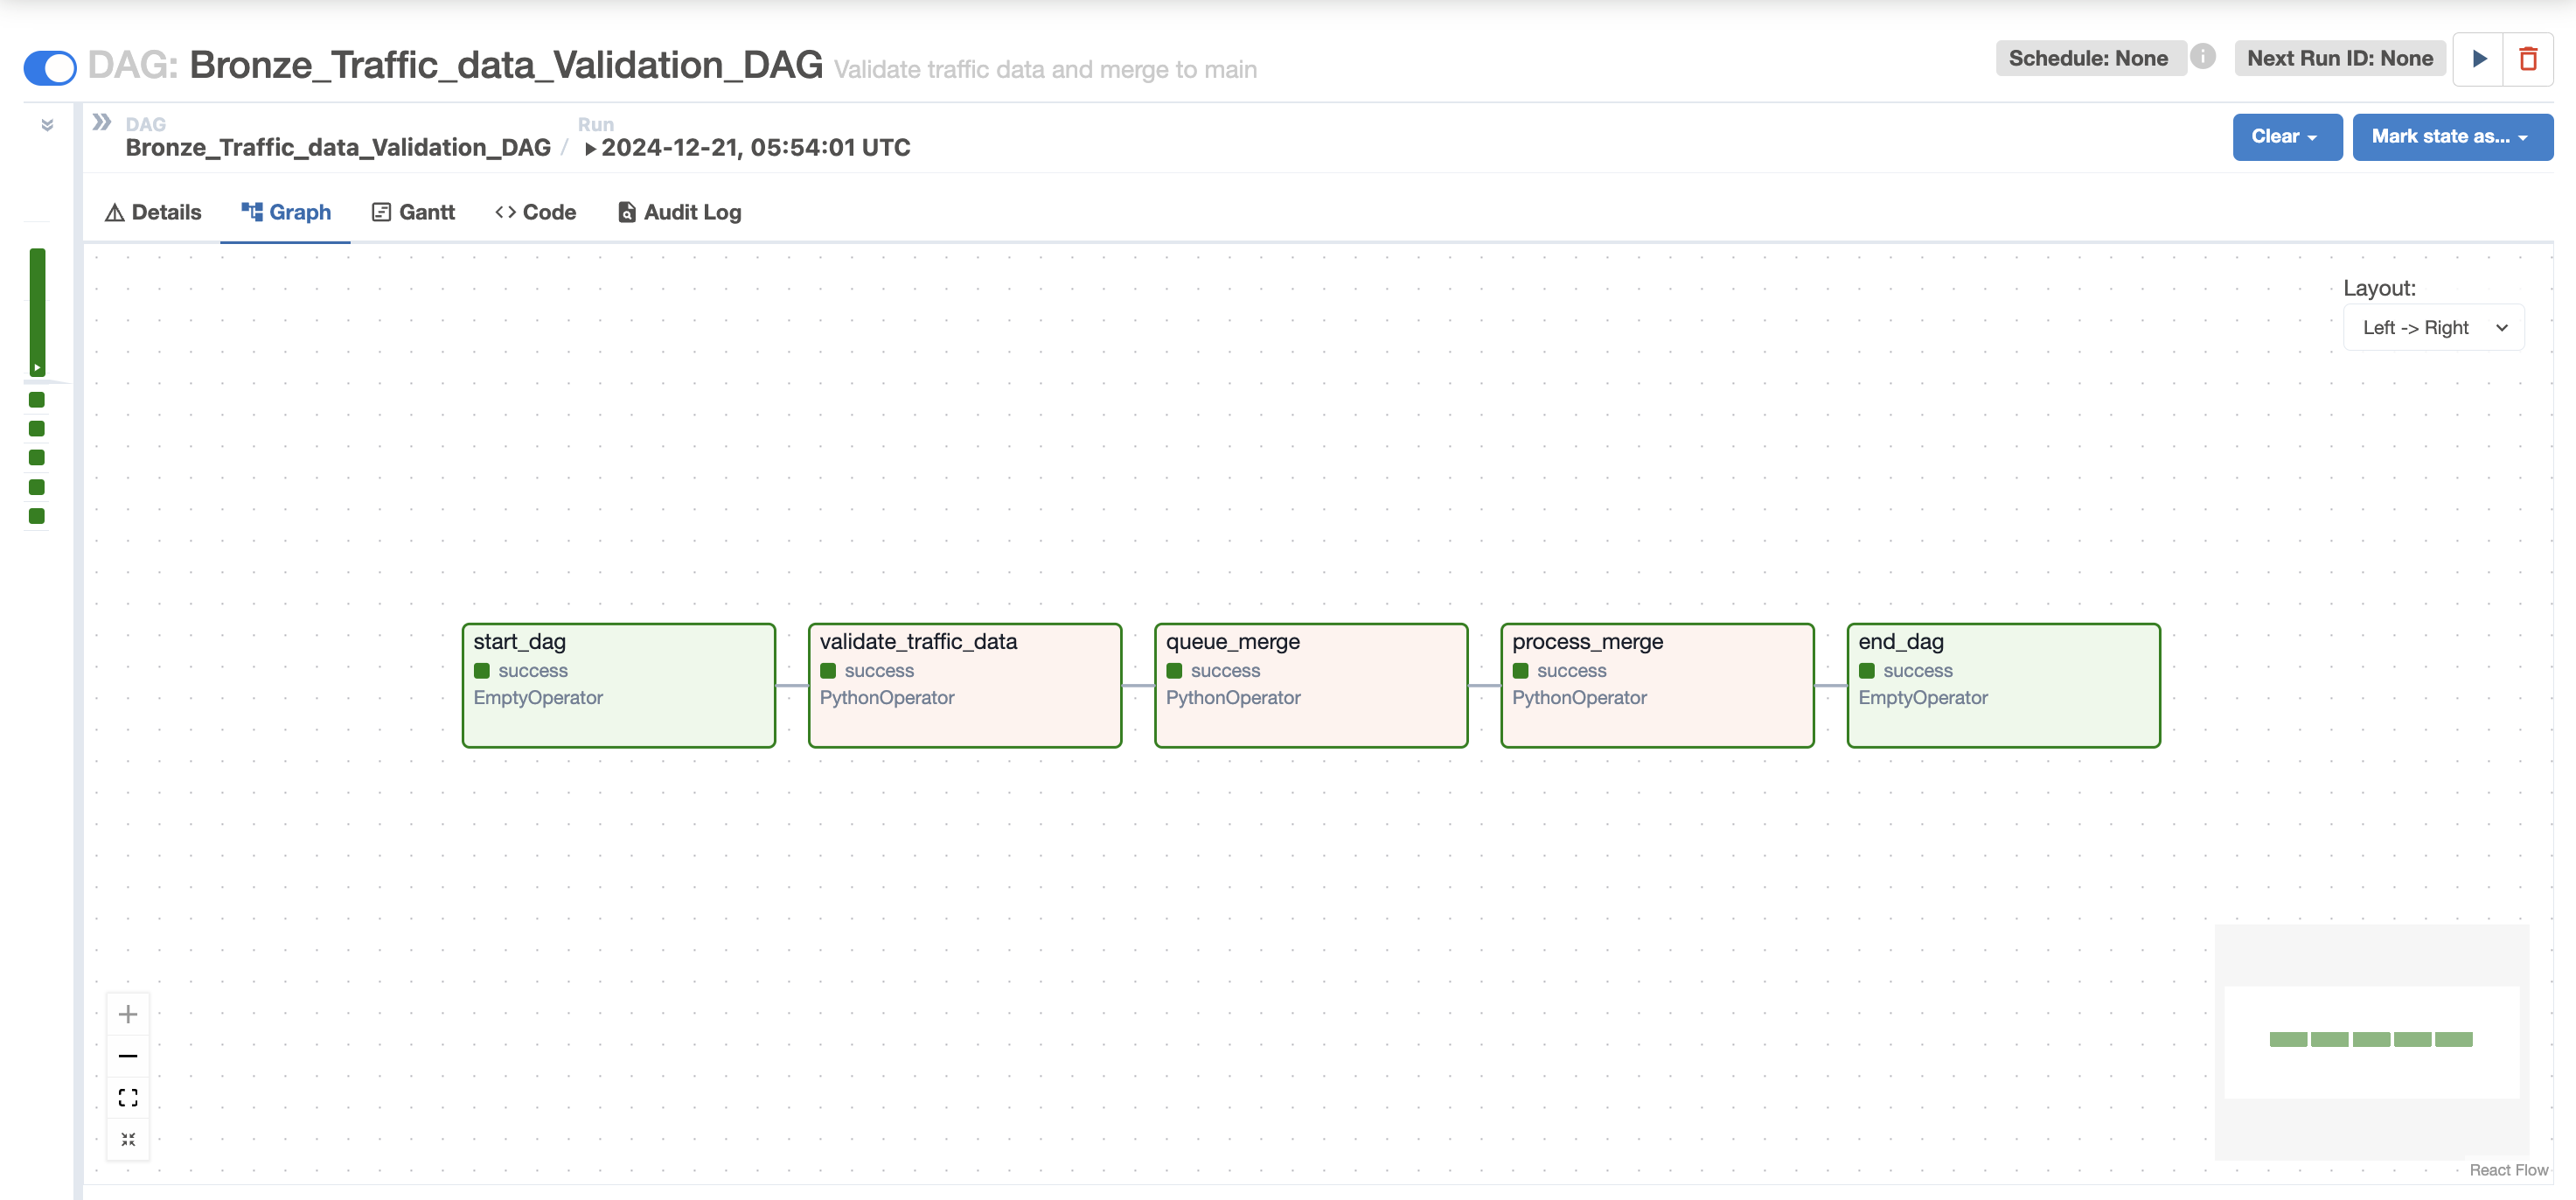 DAG: Bronze_Traffic_data_Validation_DAG Validate traffic data and merge to main
Schedule: None
Next Run ID: None
DAG
Bronze_Traffic_data_Validation_DAG
/
Run
2024-12-21, 05:54:01 UTC
Clear
Mark state as...
Details
Graph
Gantt
Code
Audit Log
Layout:
Left -> Right
start_dag
success
EmptyOperator
validate_traffic_data
success
PythonOperator
queue_merge
success
PythonOperator
process_merge
success
PythonOperator
end_dag
success
EmptyOperator
React Flow